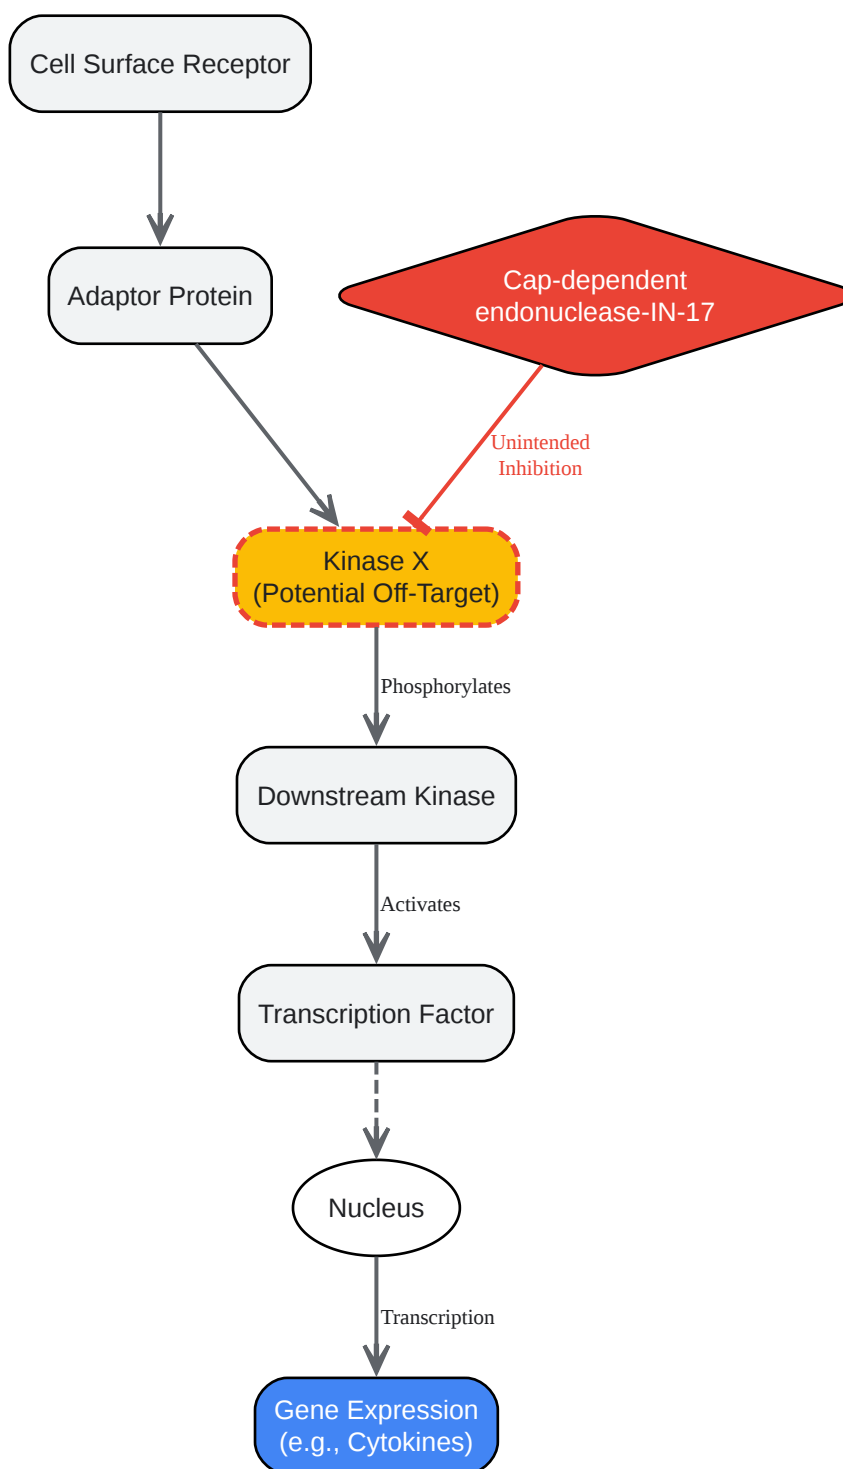 Cell Surface Receptor
Adaptor Protein
Cap-dependent
endonuclease-IN-17
Unintended
Inhibition
Kinase X
(Potential Off-Target)
Phosphorylates
Downstream Kinase
Activates
Transcription Factor
Nucleus
Transcription
Gene Expression
(e.g., Cytokines)